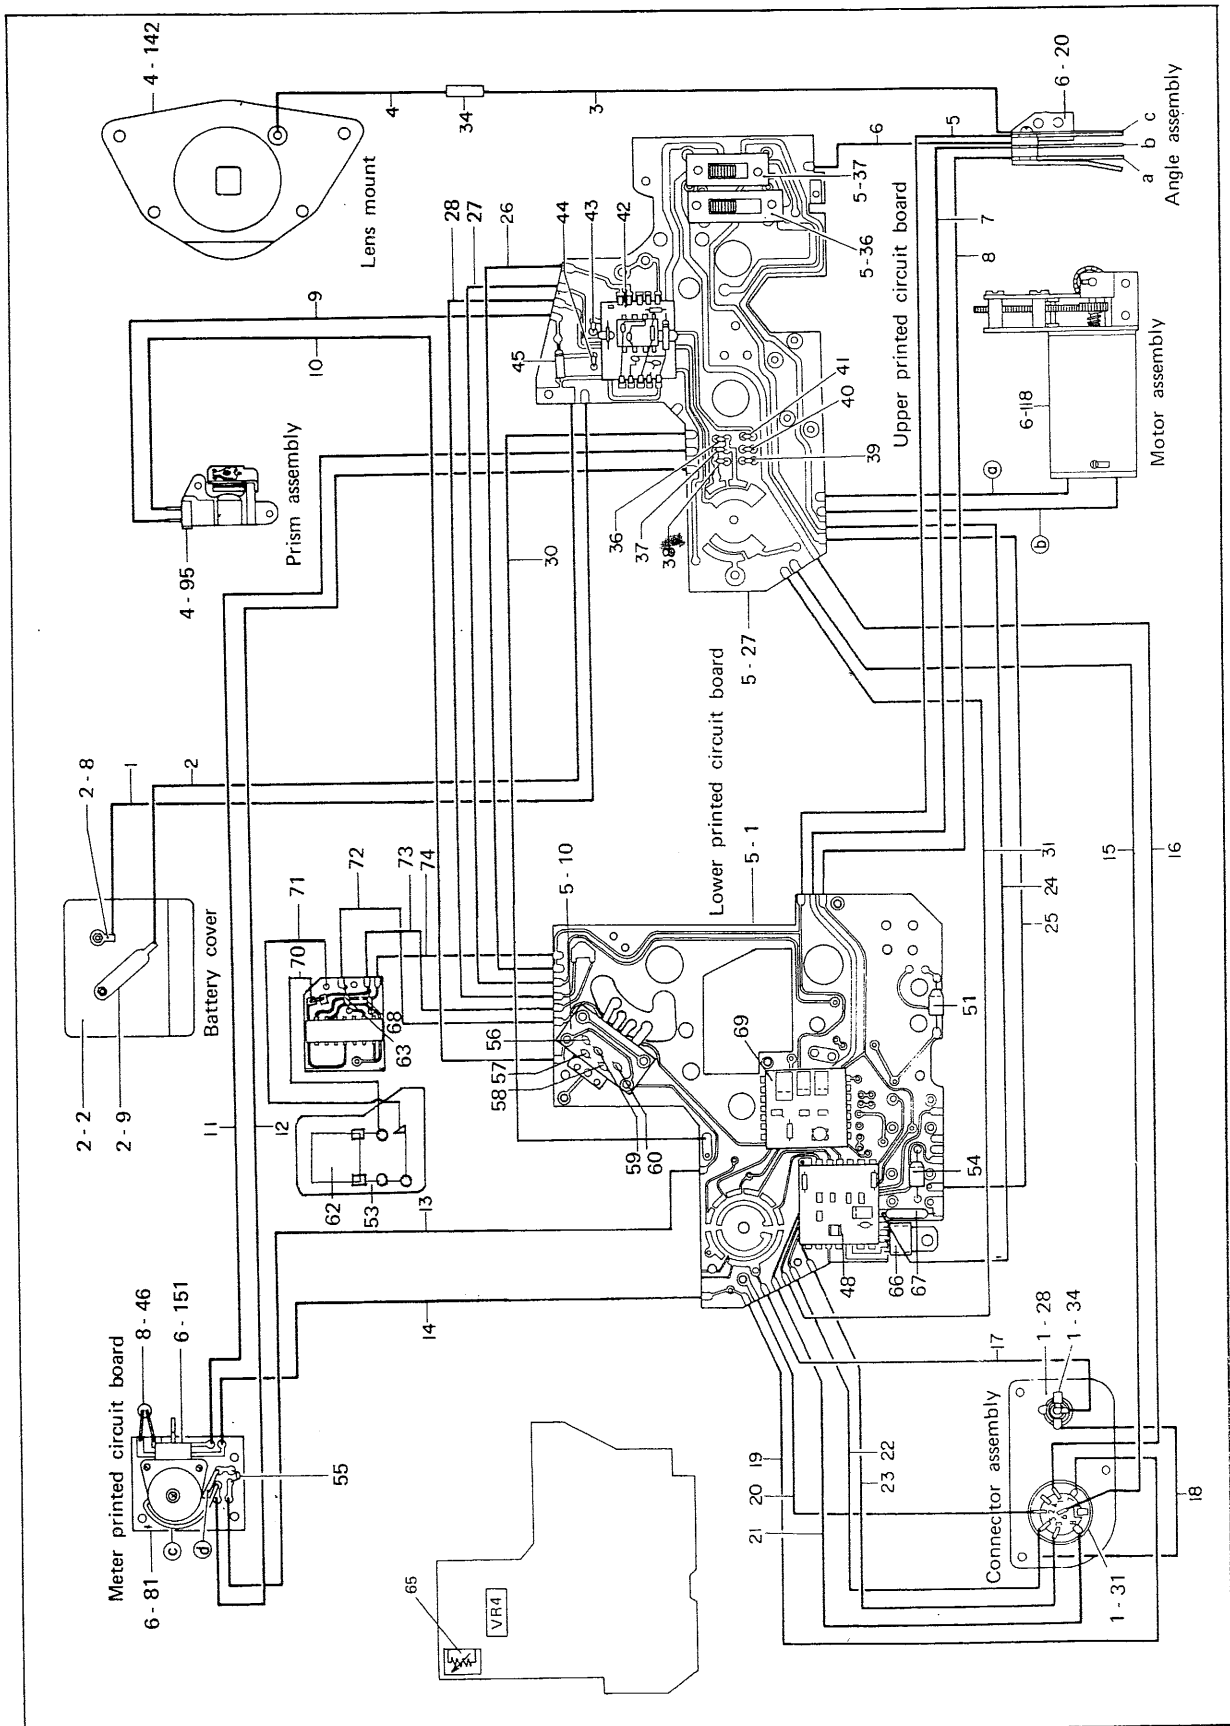 4 - 142
Lens mount
4
34
3
6 - 20
5
6
c
b
a
Angle assembly
7
8
5-37
5-36
28
27
26
44
43
42
45
9
10
Prism assembly
4 - 95
41
40
39
36
37
38
Upper printed circuit board
5 - 27
6-118
Motor assembly
a
b
30
2 - 8
1
2
2 - 2
2 - 9
Battery cover
11
12
13
14
71
70
72
73
74
68
63
62
53
5 - 10
Lower printed circuit board
5 - 1
56
57
58
59
60
69
51
54
48
66
67
31
24
25
15
16
Meter printed circuit board
8 - 46
6 - 151
6 - 81
c
d
55
65
VR4
17
1 - 28
1 - 34
Connector assembly
1 - 31
18
19
20
21
22
23